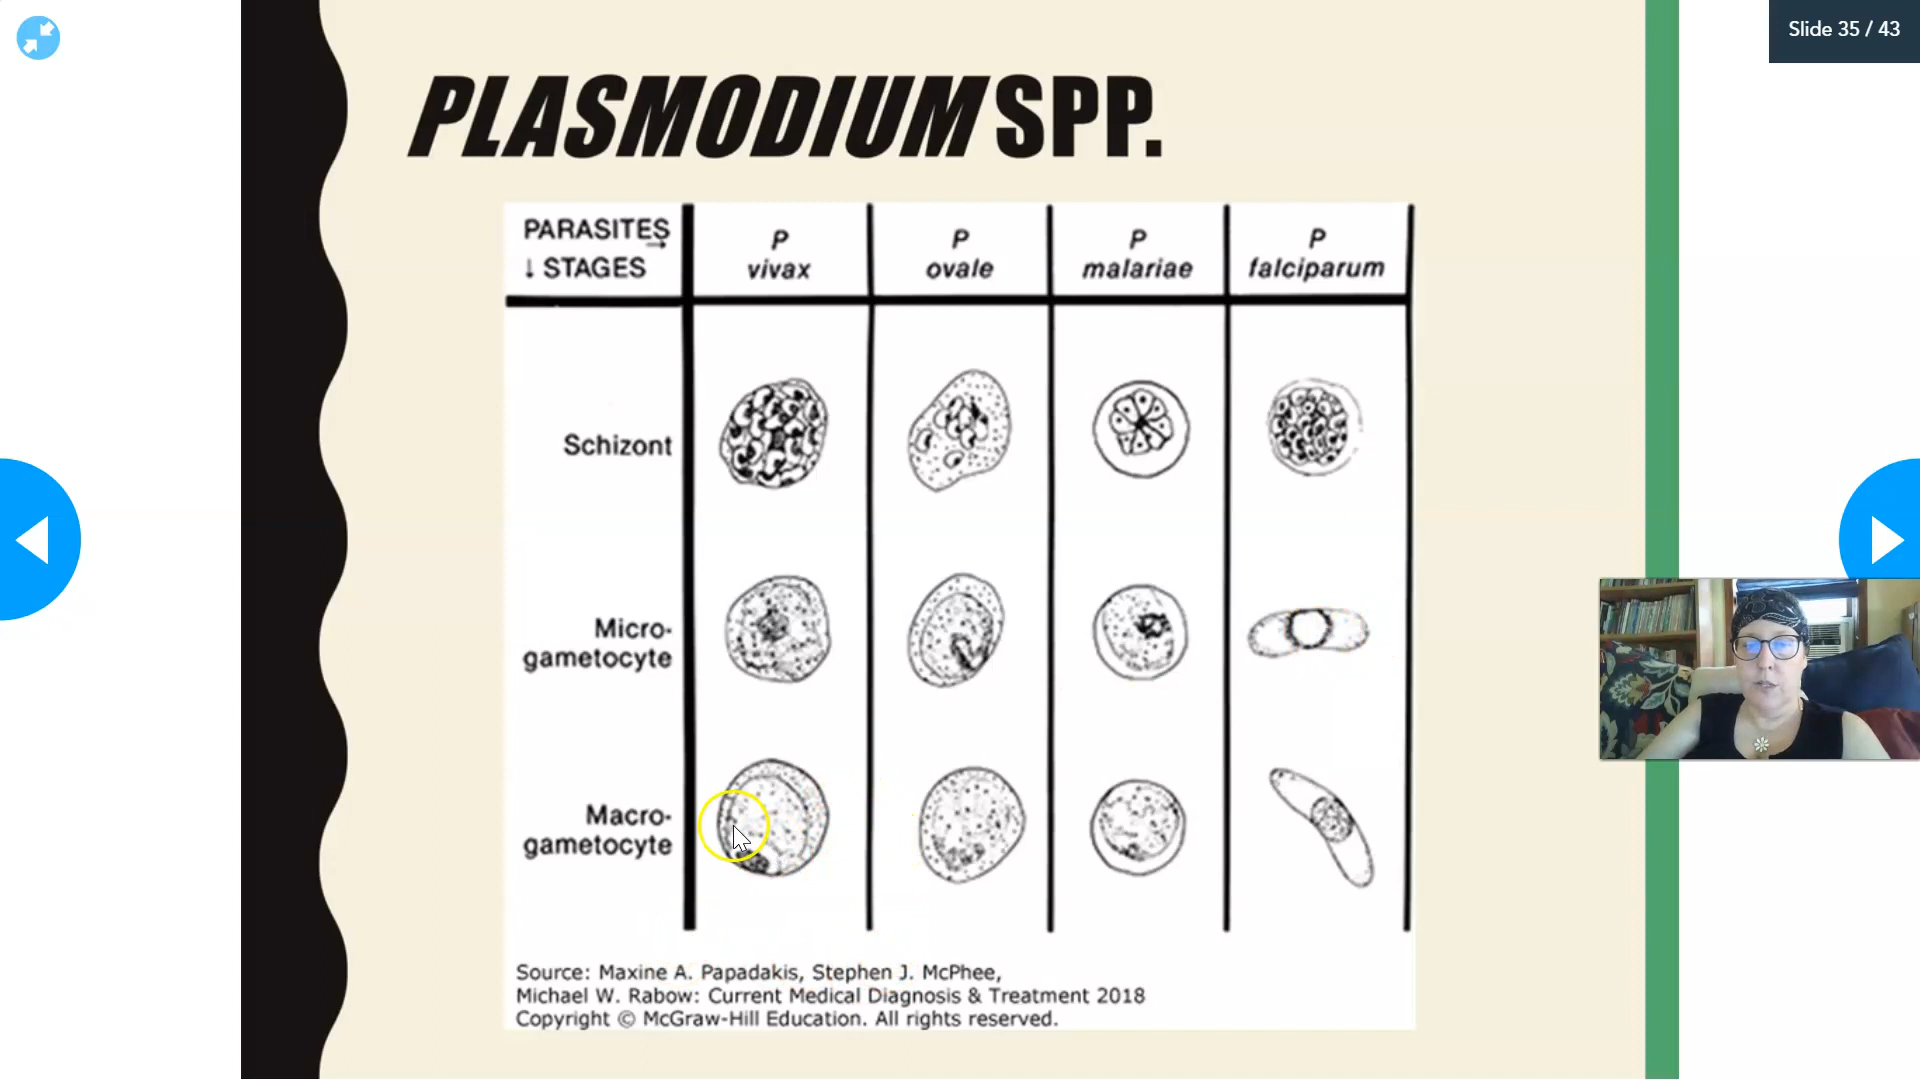 Slide 35 / 43
PLASMODIUM SPP.
PARASITES →
↓ STAGES
P
vivax
P
ovale
P
malariae
P
falciparum
Schizont
Micro-
gametocyte
Macro-
gametocyte
Source: Maxine A. Papadakis, Stephen J. McPhee,
Michael W. Rabow: Current Medical Diagnosis & Treatment 2018
Copyright © McGraw-Hill Education. All rights reserved.